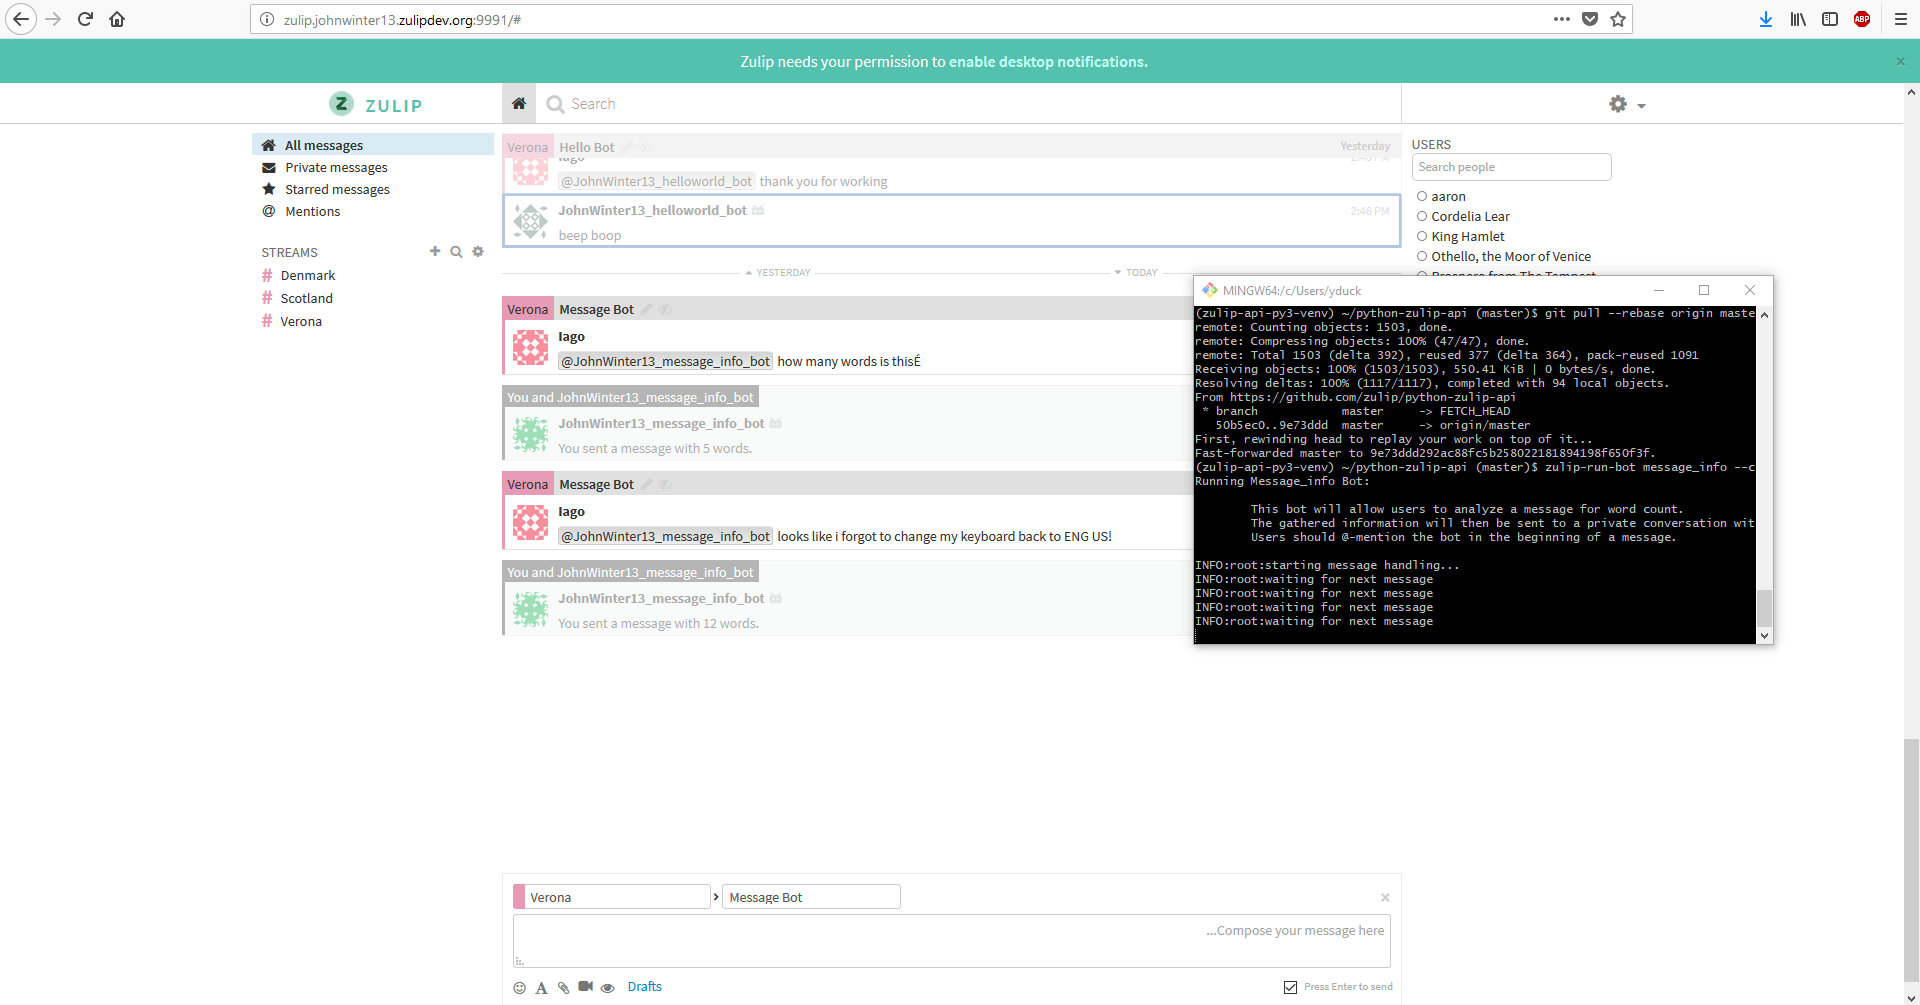 zulip.johnwinter13.zulipdev.org:9991/#
ABP
Zulip needs your permission to enable desktop notifications.
Z ZULIP
Search
All messages
Private messages
Starred messages
@ Mentions
STREAMS
# Denmark
# Scotland
# Verona
Verona Hello Bot Yesterday
Iago
@JohnWinter13_helloworld_bot thank you for working
JohnWinter13_helloworld_bot 2:46 PM
beep boop
YESTERDAY TODAY
Verona Message Bot
Iago
@JohnWinter13_message_info_bot how many words is thisÉ
You and JohnWinter13_message_info_bot
JohnWinter13_message_info_bot
You sent a message with 5 words.
Verona Message Bot
Iago
@JohnWinter13_message_info_bot looks like i forgot to change my keyboard back to ENG US!
You and JohnWinter13_message_info_bot
JohnWinter13_message_info_bot
You sent a message with 12 words.
USERS
Search people
aaron
Cordelia Lear
King Hamlet
Othello, the Moor of Venice
Prospero from The Tempest
MINGW64:/c/Users/yduck
(zulip-api-py3-venv) ~/python-zulip-api (master)$ git pull --rebase origin maste
remote: Counting objects: 1503, done.
remote: Compressing objects: 100% (47/47), done.
remote: Total 1503 (delta 392), reused 377 (delta 364), pack-reused 1091
Receiving objects: 100% (1503/1503), 550.41 KiB | 0 bytes/s, done.
Resolving deltas: 100% (1117/1117), completed with 94 local objects.
From https://github.com/zulip/python-zulip-api
* branch master -> FETCH_HEAD
50b5ec0..9e73ddd master -> origin/master
First, rewinding head to replay your work on top of it...
Fast-forwarded master to 9e73ddd292ac88fc5b258022181894198f650f3f.
(zulip-api-py3-venv) ~/python-zulip-api (master)$ zulip-run-bot message_info --c
Running Message_info Bot:
This bot will allow users to analyze a message for word count.
The gathered information will then be sent to a private conversation wit
Users should @-mention the bot in the beginning of a message.
INFO:root:starting message handling...
INFO:root:waiting for next message
INFO:root:waiting for next message
INFO:root:waiting for next message
INFO:root:waiting for next message
Verona > Message Bot
...Compose your message here
A Drafts
Press Enter to send